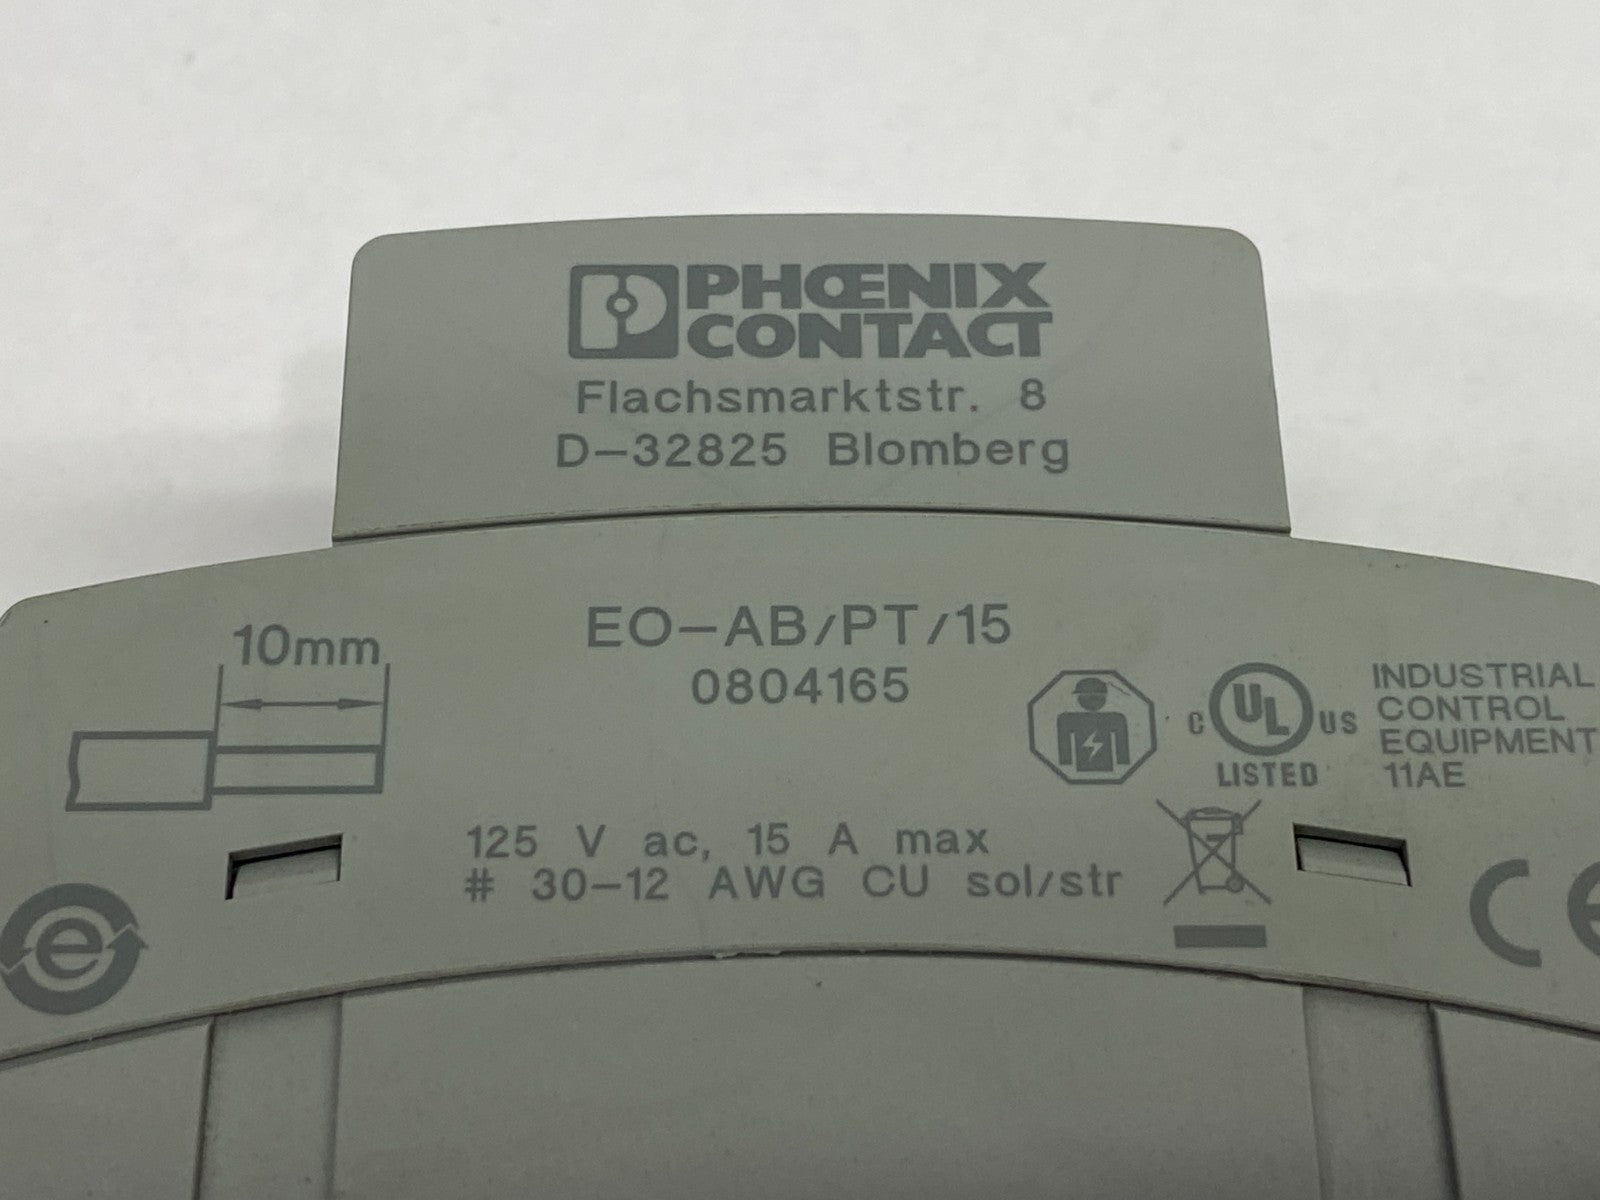 PHŒNIX
CONTACT
Flachsmarktstr. 8
D-32825 Blomberg
EO-AB/PT/15
0804165
10mm
C UL US
LISTED
INDUSTRIAL
CONTROL
EQUIPMENT
11AE
125 V ac, 15 A max
# 30-12 AWG CU sol/str
e
CE